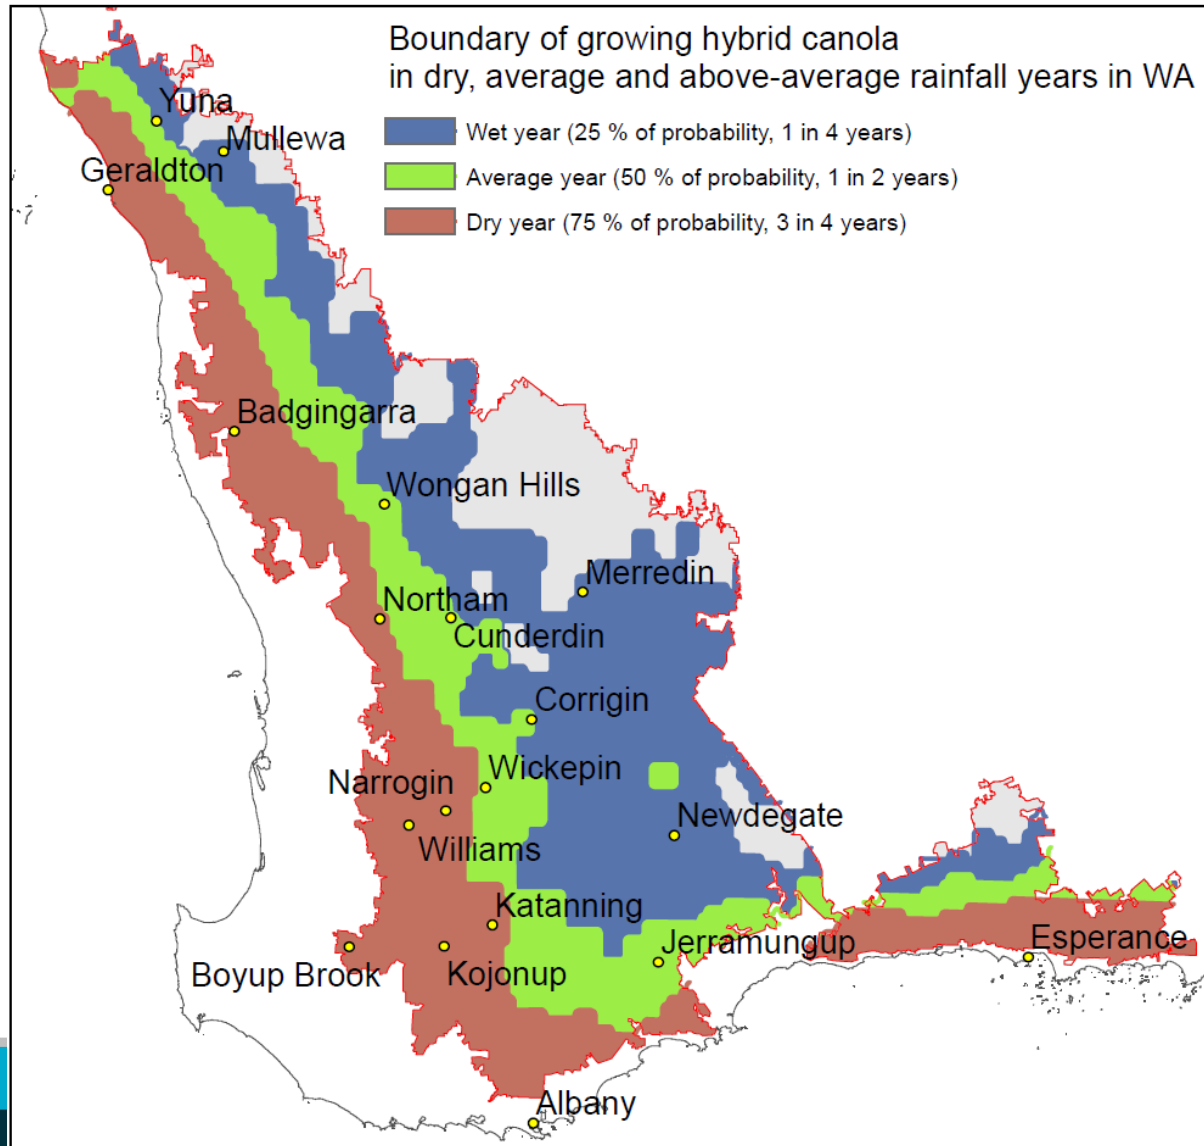 Boundary of growing hybrid canola
in dry, average and above-average rainfall years in WA
Wet year (25 % of probability, 1 in 4 years)
Average year (50 % of probability, 1 in 2 years)
Dry year (75 % of probability, 3 in 4 years)
Yuna
Mullewa
Geraldton
Badgingarra
Wongan Hills
Merredin
Northam
Cunderdin
Corrigin
Wickepin
Narrogin
Newdegate
Williams
Katanning
Jerramungup
Esperance
Boyup Brook
Kojonup
Albany